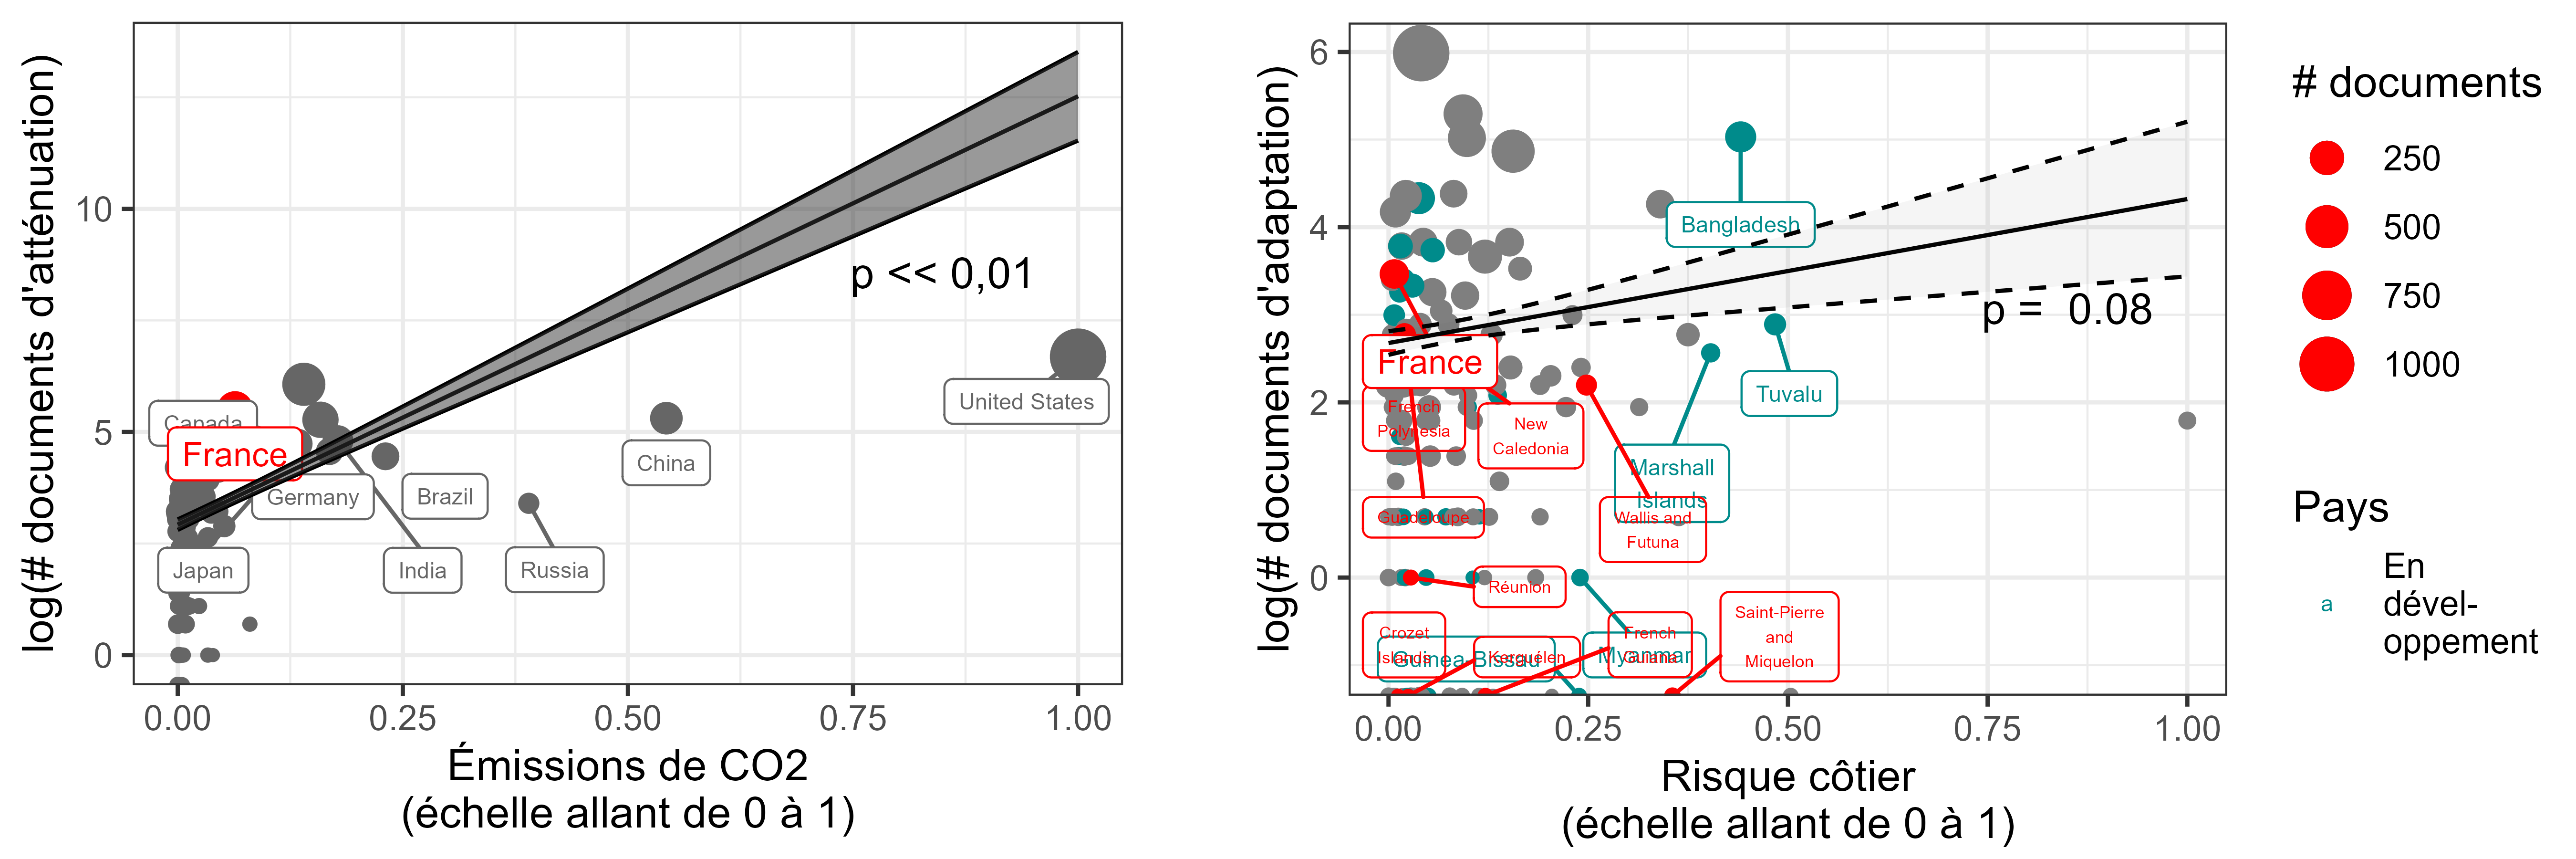 log(# documents d'atténuation)
10
5
0
p << 0,01
Canada
France
Germany
Brazil
Japan
India
Russia
China
United States
0.00
0.25
0.50
0.75
1.00
Émissions de CO2
(échelle allant de 0 à 1)
log(# documents d'adaptation)
6
4
2
0
Bangladesh
p = 0.08
France
Tuvalu
French
Polynesia
New
Caledonia
Marshall
Islands
Guadeloupe
Wallis and
Futuna
Réunion
Saint-Pierre
and
Miquelon
Crozet
Islands
Guinea-Bissau
Kerguélen
French
Guiana
Myanmar
0.00
0.25
0.50
0.75
1.00
Risque côtier
(échelle allant de 0 à 1)
# documents
250
500
750
1000
Pays
a
En
dével-
oppement